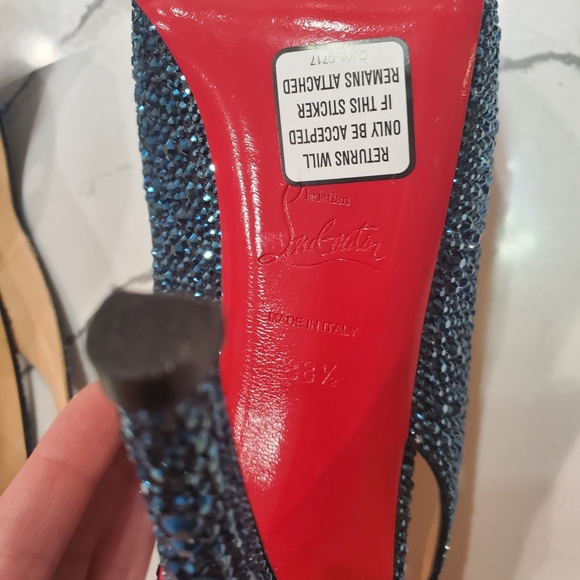 RETURNS WILL
ONLY BE ACCEPTED
IF THIS STICKER
REMAINS ATTACHED
Christian
Louboutin
MADE IN ITALY
38½